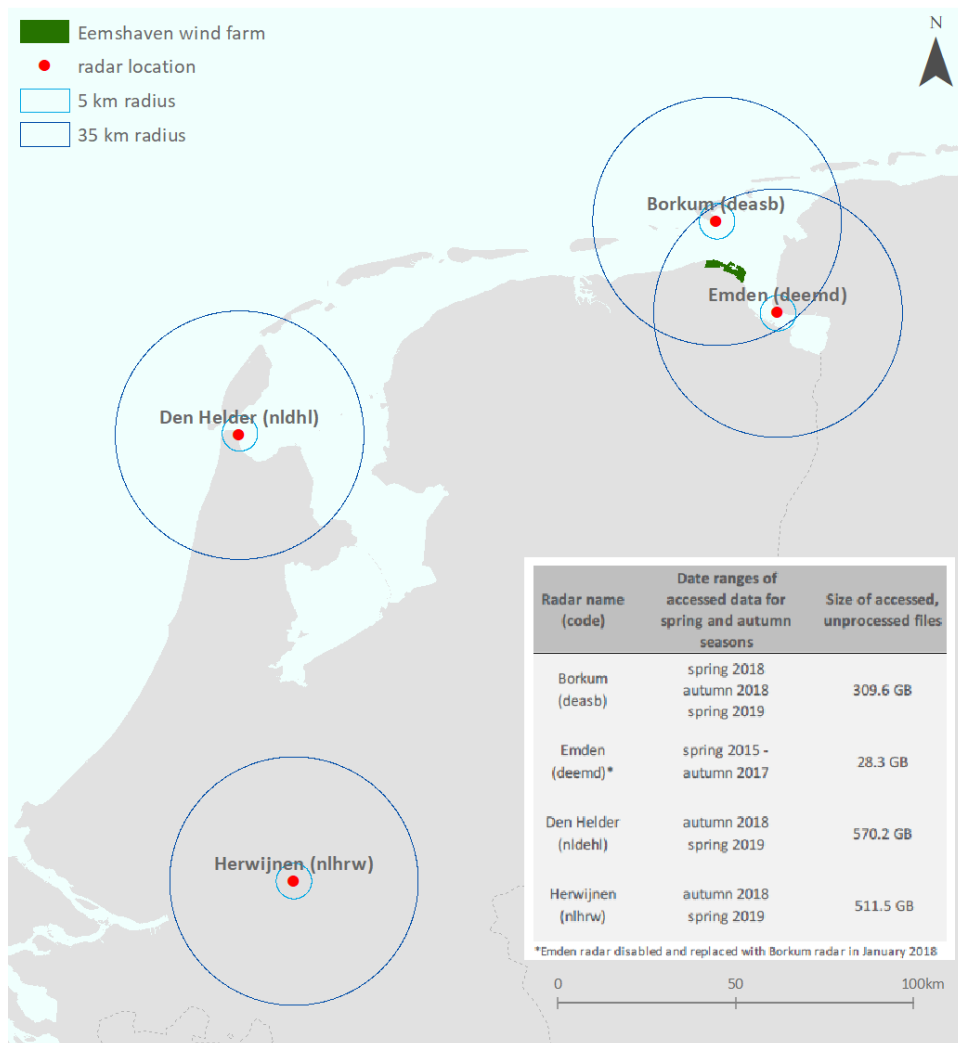 Eemshaven wind farm
radar location
5 km radius
35 km radius
N
Borkum (deasb)
Emden (deemd)
Den Helder (nldhl)
Herwijnen (nlhrw)
Radar name
(code)
Date ranges of
accessed data for
spring and autumn
seasons
Size of accessed,
unprocessed files
Borkum
(deasb)
spring 2018
autumn 2018
spring 2019
309.6 GB
Emden
(deemd)*
spring 2015 -
autumn 2017
28.3 GB
Den Helder
(nldehl)
autumn 2018
spring 2019
570.2 GB
Herwijnen
(nlhrw)
autumn 2018
spring 2019
511.5 GB
*Emden radar disabled and replaced with Borkum radar in January 2018
0 50 100km